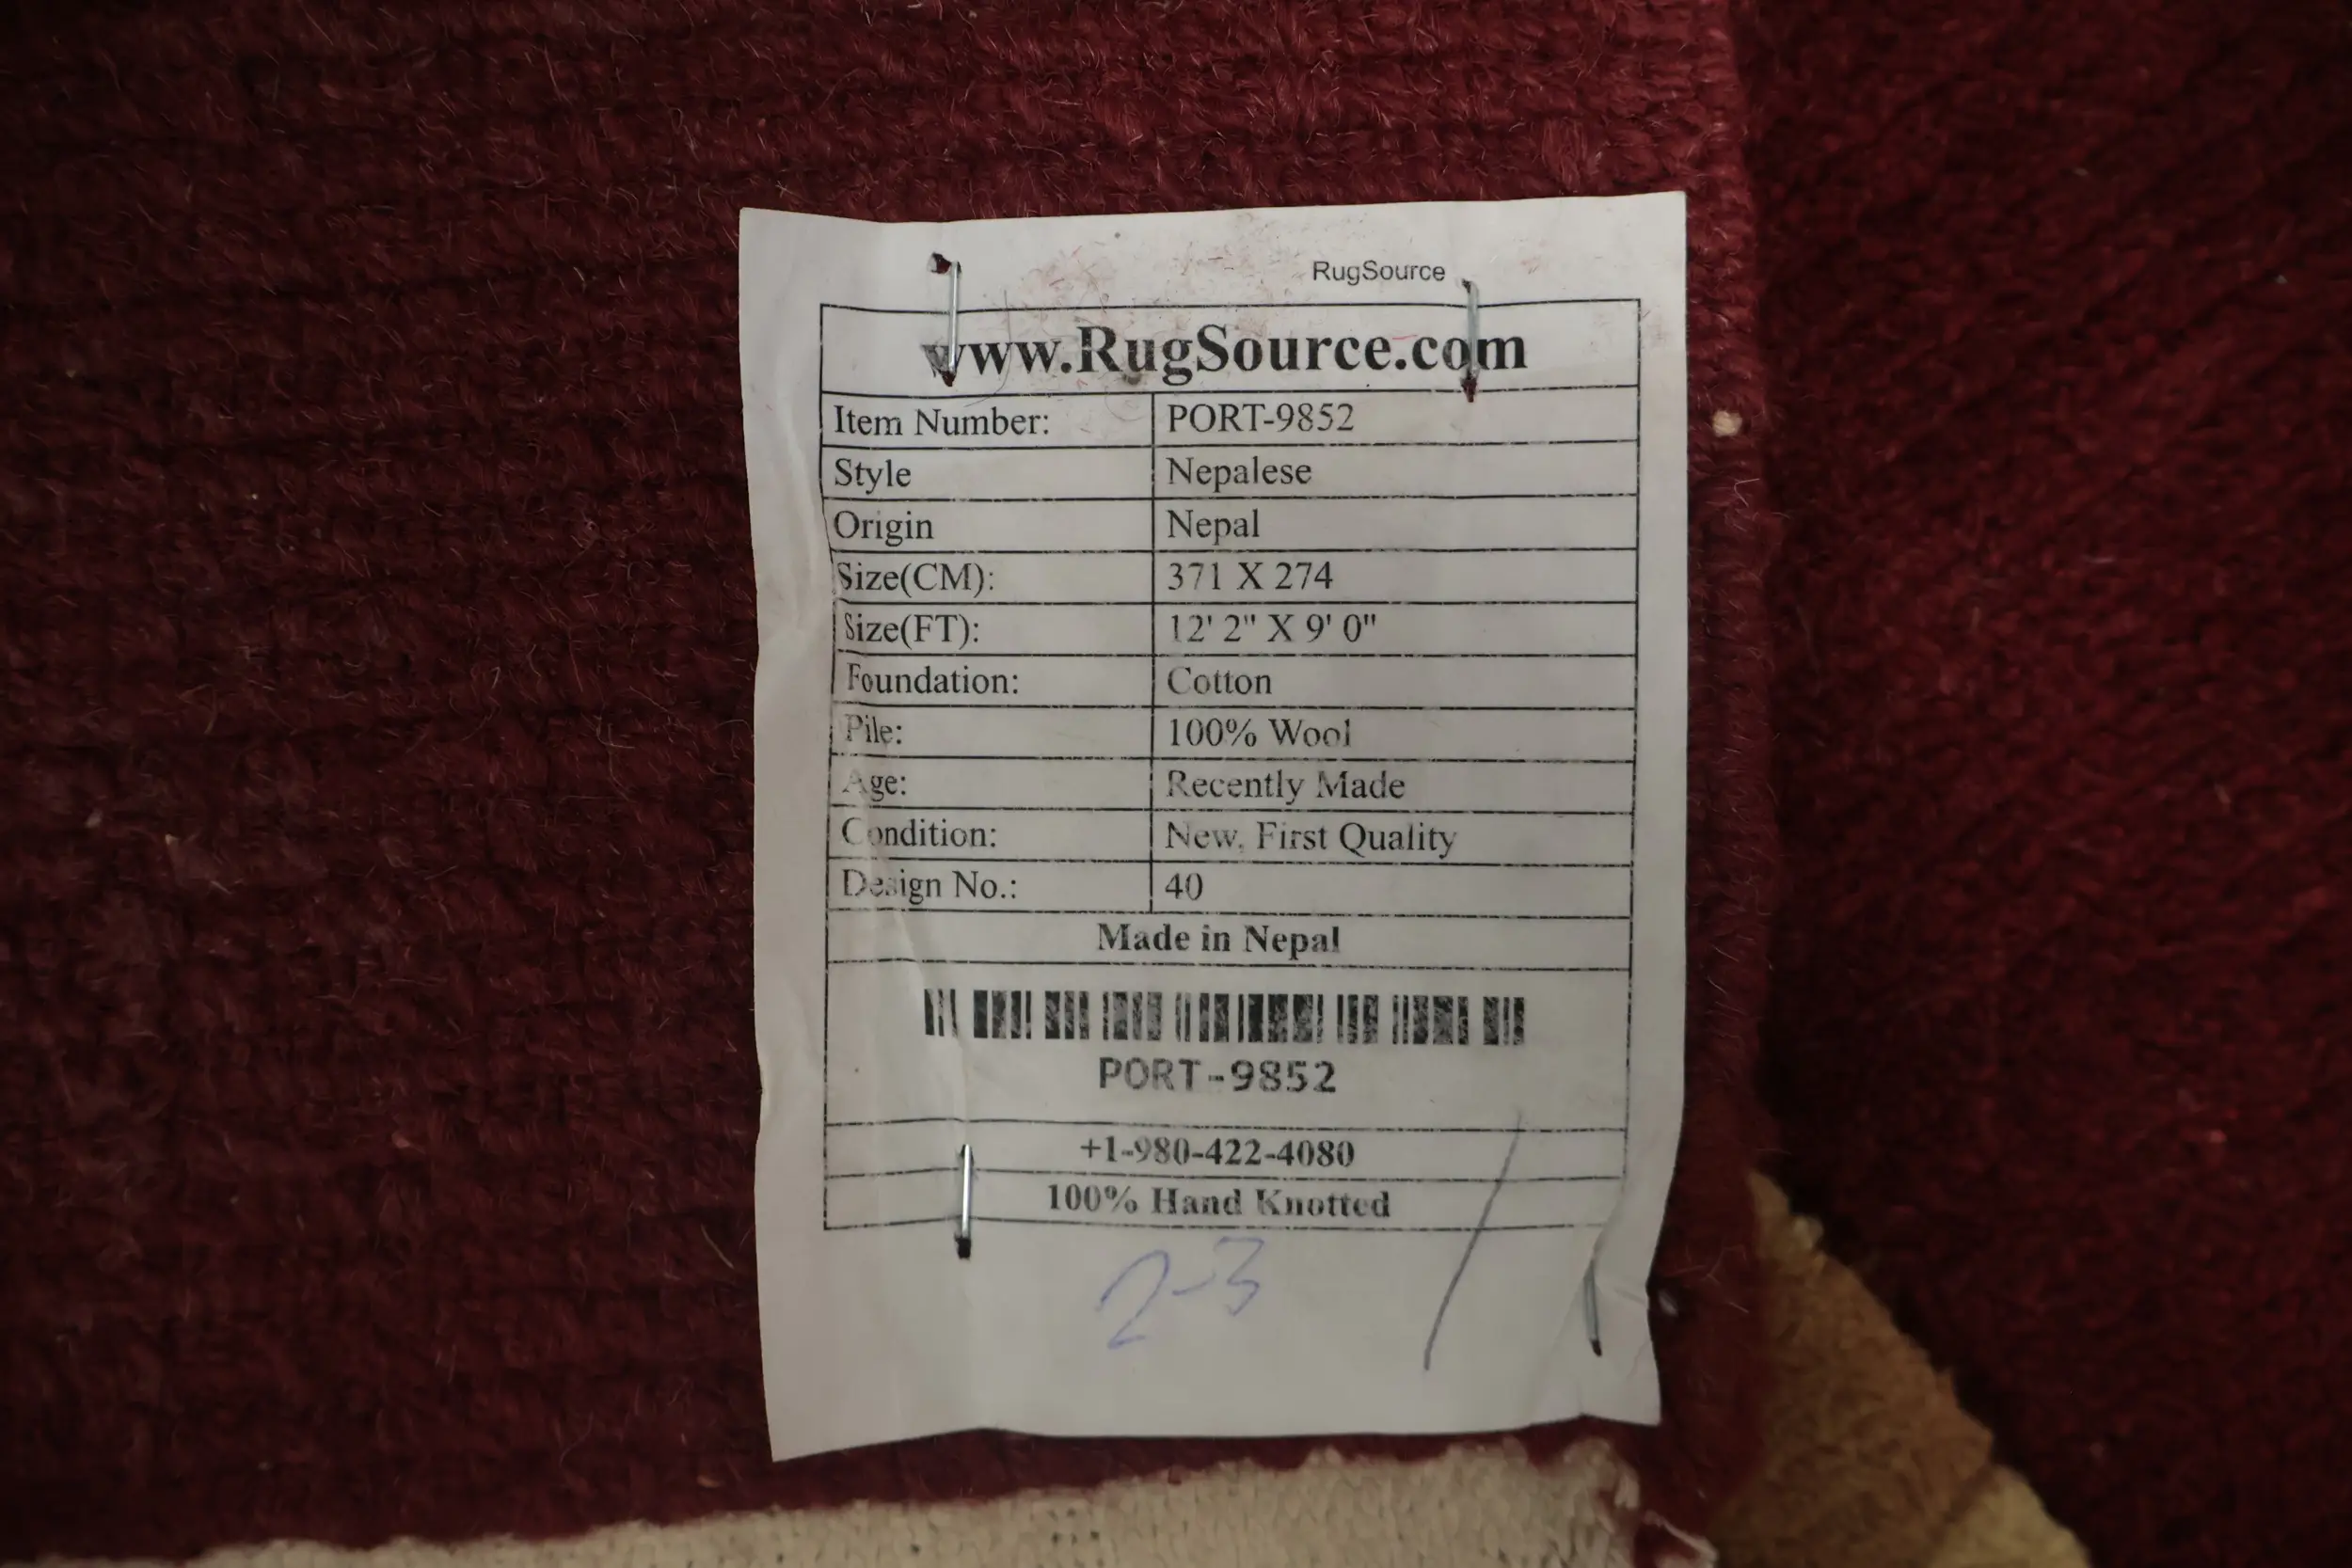 RugSource
www.RugSource.com
Item Number: PORT-9852
Style Nepalese
Origin Nepal
Size(CM): 371 X 274
Size(FT): 12' 2" X 9' 0"
Foundation: Cotton
Pile: 100% Wool
Age: Recently Made
Condition: New, First Quality
Design No.: 40
Made in Nepal
PORT-9852
+1-980-422-4080
100% Hand Knotted
2-3